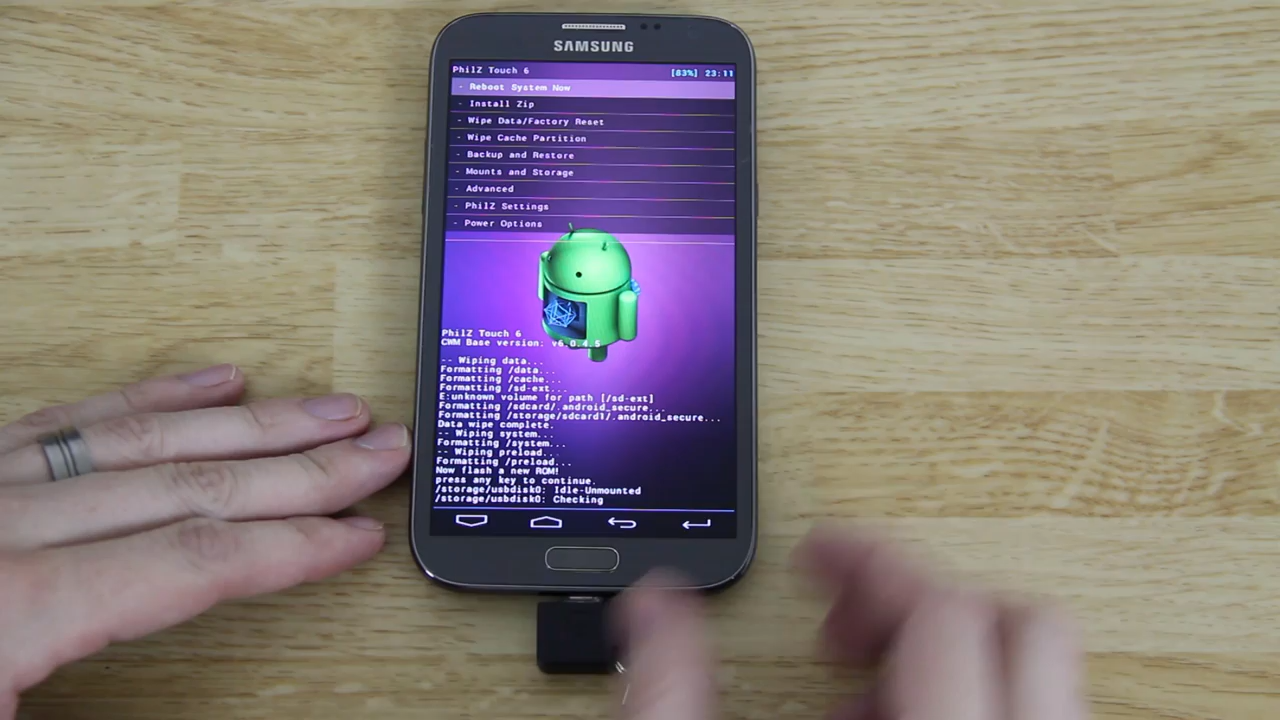 SAMSUNG
PhilZ Touch 6 [83%] 23:11
- Reboot System Now
- Install Zip
- Wipe Data/Factory Reset
- Wipe Cache Partition
- Backup and Restore
- Mounts and Storage
- Advanced
- PhilZ Settings
- Power Options
PhilZ Touch 6
CWM Base version: v6.0.4.5
-- Wiping data...
Formatting /data...
Formatting /cache...
Formatting /sd-ext...
E:unknown volume for path [/sd-ext]
Formatting /sdcard/.android_secure...
Formatting /storage/sdcard1/.android_secure...
Data wipe complete.
-- Wiping system...
Formatting /system...
-- Wiping preload...
Formatting /preload...
Now flash a new ROM!
press any key to continue.
/storage/usbdisk0: Idle-Unmounted
/storage/usbdisk0: Checking